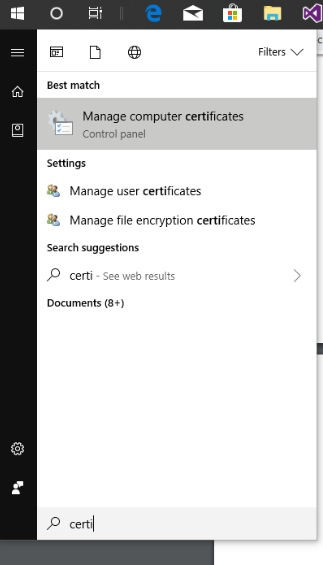 Filters
Best match
Manage computer certificates
Control panel
Settings
Manage user certificates
Manage file encryption certificates
Search suggestions
certi - See web results
Documents (8+)
certi